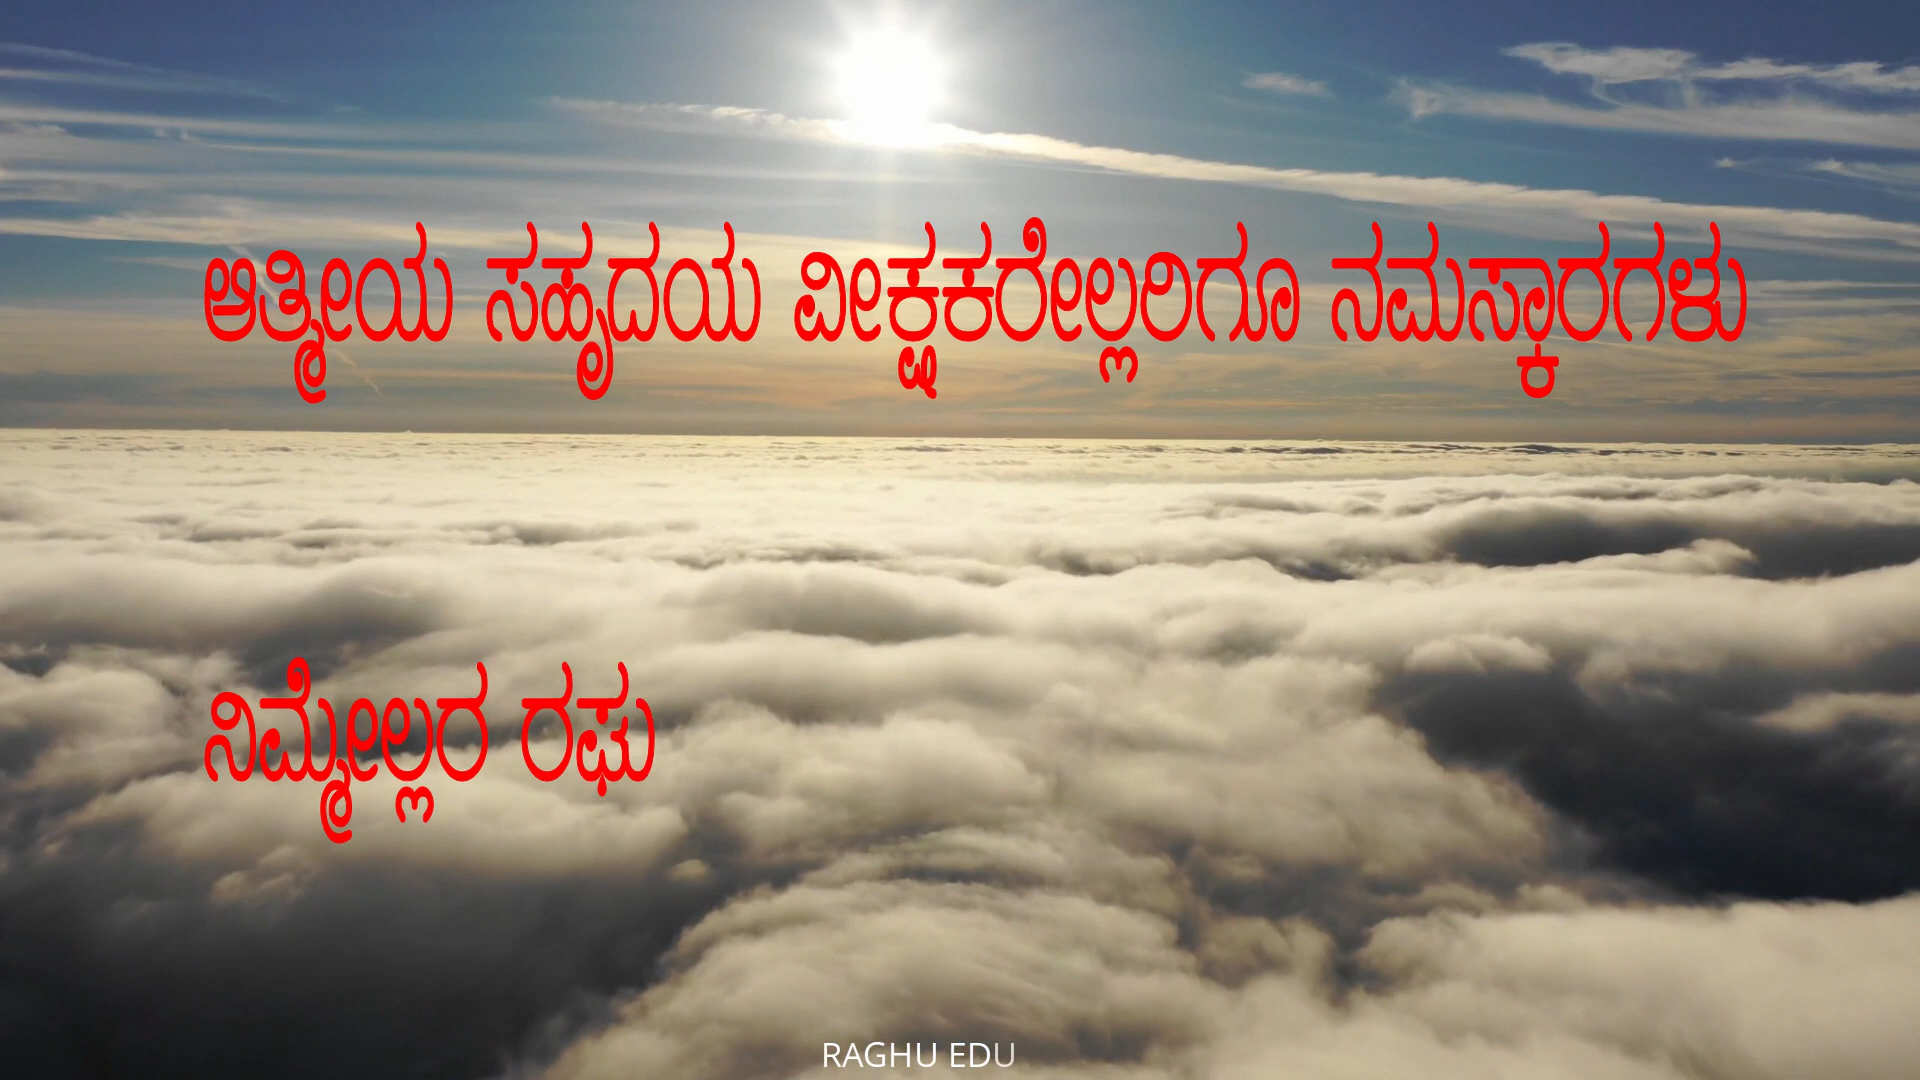 ಆತ್ಮೀಯ ಸಹೃದಯ ವೀಕ್ಷಕರೇಲ್ಲರಿಗೂ ನಮಸ್ಕಾರಗಳು
ನಿಮ್ಮೇಲ್ಲರ ರಘು
RAGHU EDU